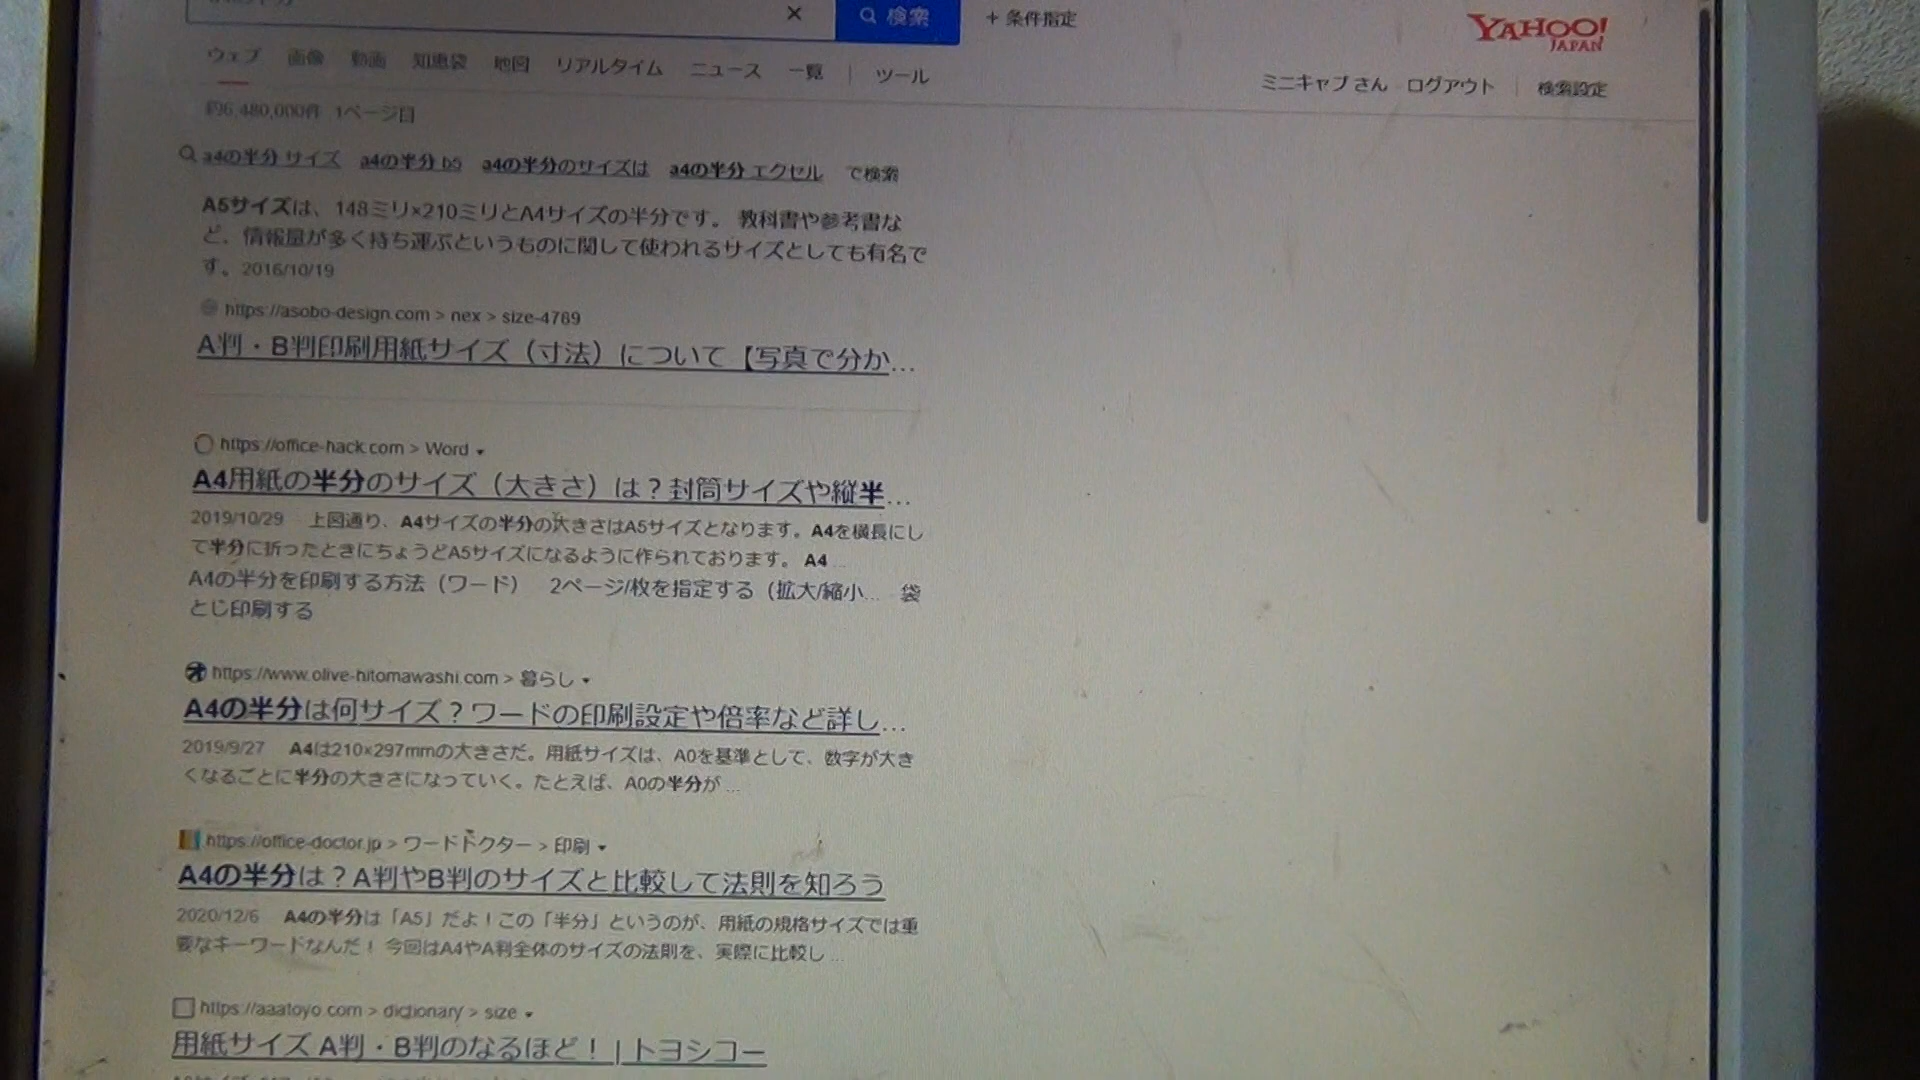 × 検索 +条件指定
YAHOO!
JAPAN
ウェブ 画像 動画 知恵袋 地図 リアルタイム ニュース 一覧 | ツール
ミニキャブさん ログアウト | 検索設定
約6,480,000件 1ページ目
a4の半分 サイズ a4の半分 b5 a4の半分のサイズは a4の半分 エクセル で検索
A5サイズは、148ミリ×210ミリとA4サイズの半分です。 教科書や参考書な
ど、情報量が多く持ち運ぶというものに関して使われるサイズとしても有名で
す。2016/10/19
https://asobo-design.com > nex > size-4769
A判・B判印刷用紙サイズ（寸法）について【写真で分か...
https://office-hack.com > Word
A4用紙の半分のサイズ（大きさ）は？封筒サイズや縦半...
2019/10/29 上図通り、A4サイズの半分の大きさはA5サイズとなります。A4を横長にし
て半分に折ったときにちょうどA5サイズになるように作られております。 A4 ...
A4の半分を印刷する方法（ワード） 2ページ/枚を指定する（拡大/縮小... 袋
とじ印刷する
https://www.olive-hitomawashi.com > 暮らし
A4の半分は何サイズ？ワードの印刷設定や倍率など詳し...
2019/9/27 A4は210×297mmの大きさだ。用紙サイズは、A0を基準として、数字が大き
くなるごとに半分の大きさになっていく。たとえば、A0の半分が ...
https://office-doctor.jp > ワードドクター > 印刷
A4の半分は？A判やB判のサイズと比較して法則を知ろう
2020/12/6 A4の半分は「A5」だよ！この「半分」というのが、用紙の規格サイズでは重
要なキーワードなんだ！ 今回はA4やA判全体のサイズの法則を、実際に比較し ...
https://aaatoyo.com > dictionary > size
用紙サイズ A判・B判のなるほど！ | トヨシコー